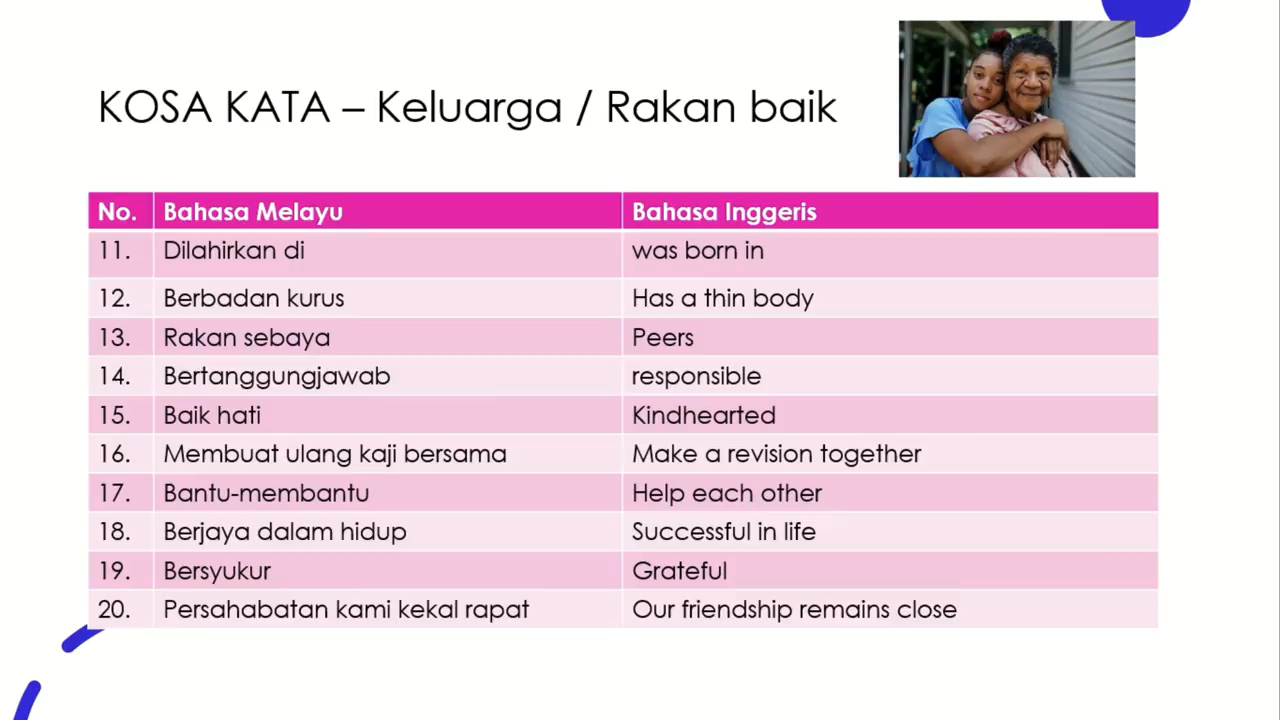 KOSA KATA – Keluarga / Rakan baik
No. Bahasa Melayu Bahasa Inggeris
11. Dilahirkan di was born in
12. Berbadan kurus Has a thin body
13. Rakan sebaya Peers
14. Bertanggungjawab responsible
15. Baik hati Kindhearted
16. Membuat ulang kaji bersama Make a revision together
17. Bantu-membantu Help each other
18. Berjaya dalam hidup Successful in life
19. Bersyukur Grateful
20. Persahabatan kami kekal rapat Our friendship remains close